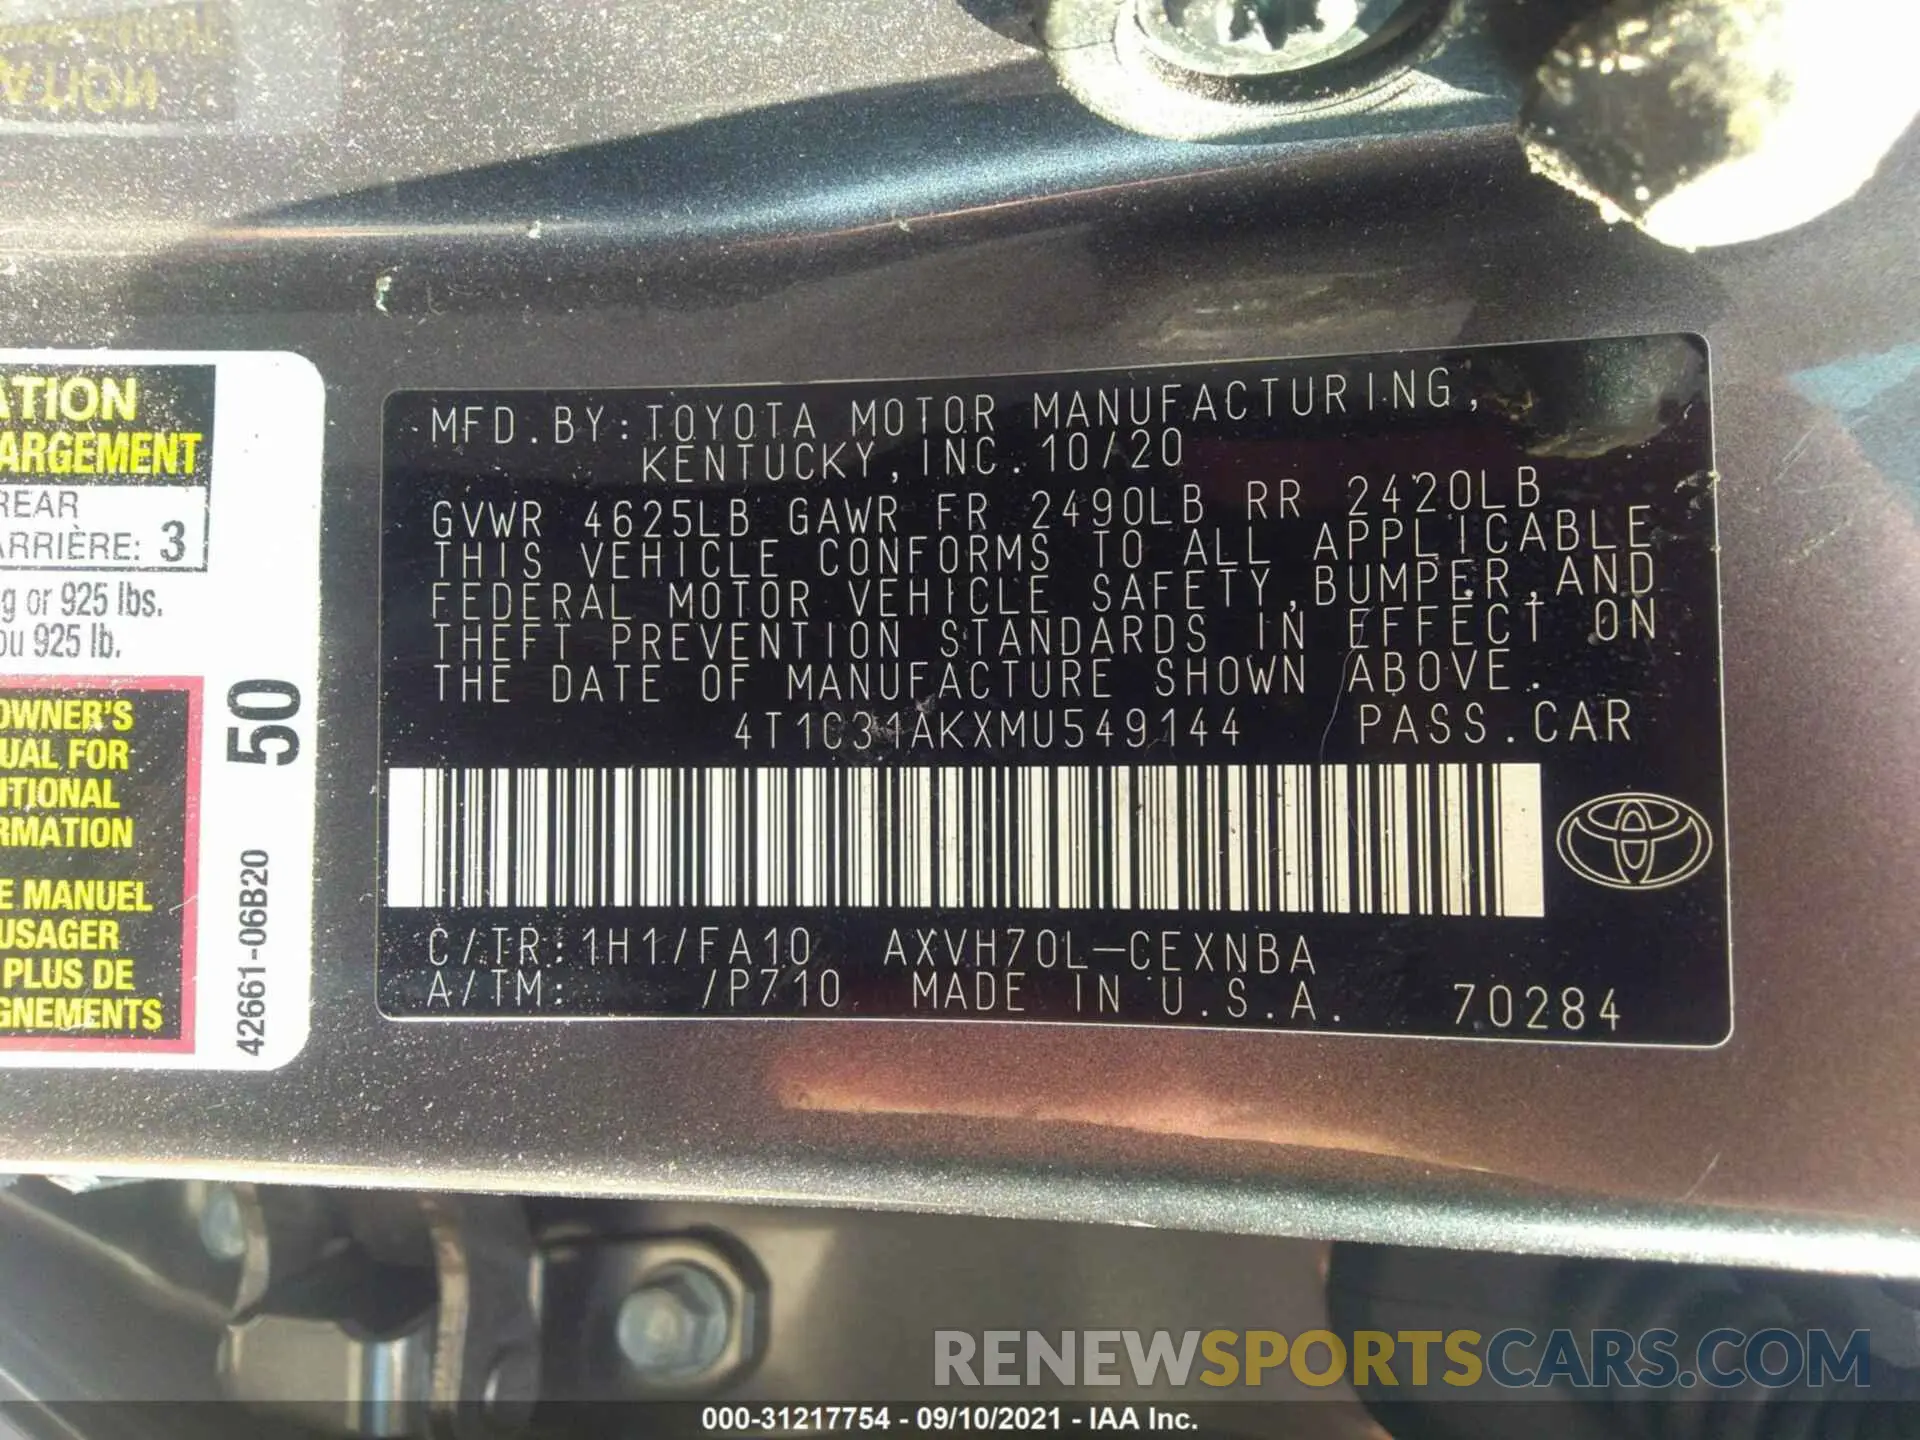 NOITA
ATION
ARGEMENT
REAR
ARRIÈRE: 3
g or 925 lbs.
ou 925 lb.
OWNER'S
UAL FOR
ITIONAL
RMATION
E MANUEL
USAGER
PLUS DE
GNEMENTS
50
42661-06B20
MFD.BY:TOYOTA MOTOR MANUFACTURING,
KENTUCKY,INC. 10/20
GVWR 4625LB GAWR FR 2490LB RR 2420LB
THIS VEHICLE CONFORMS TO ALL APPLICABLE
FEDERAL MOTOR VEHICLE SAFETY,BUMPER,AND
THEFT PREVENTION STANDARDS IN EFFECT ON
THE DATE OF MANUFACTURE SHOWN ABOVE.
4T1C31AKXMU549144 PASS.CAR
C/TR:1H1/FA10 AXVH70L-CEXNBA
A/TM: /P710 MADE IN U.S.A. 70284
RENEWSPORTSCARS.COM
000-31217754 - 09/10/2021 - IAA Inc.